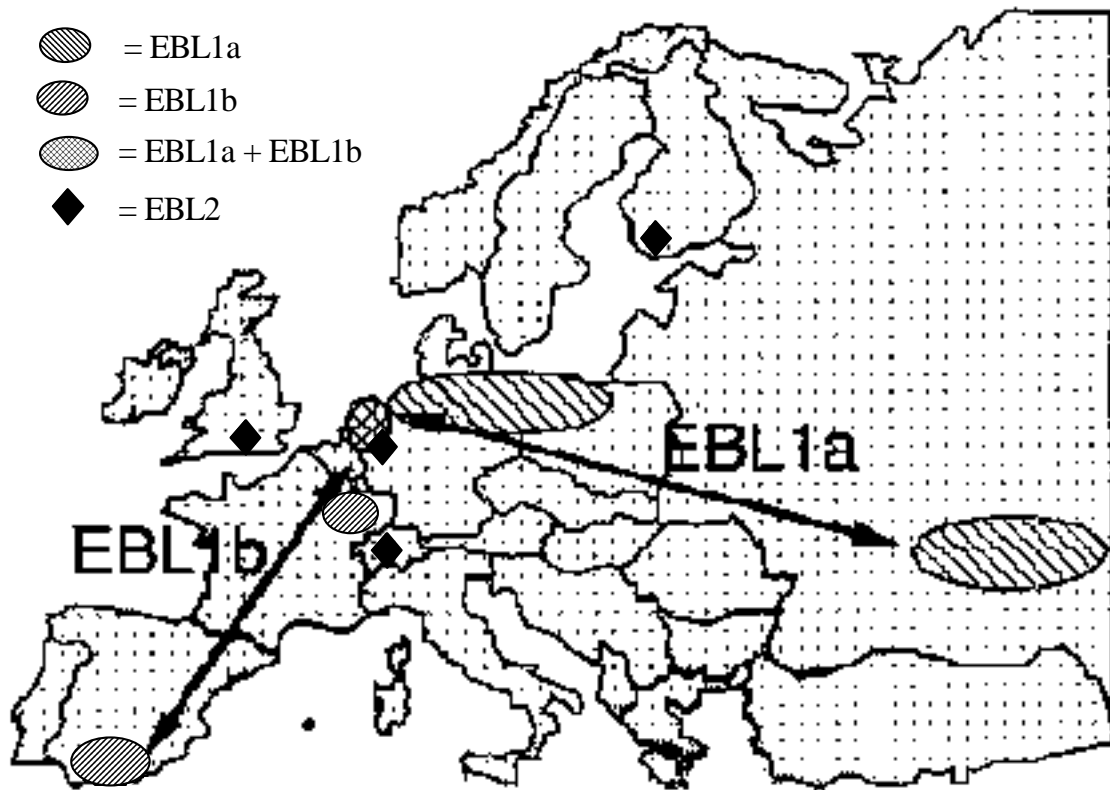 = EBL1a
= EBL1b
= EBL1a + EBL1b
= EBL2
EBL1a
EBL1b